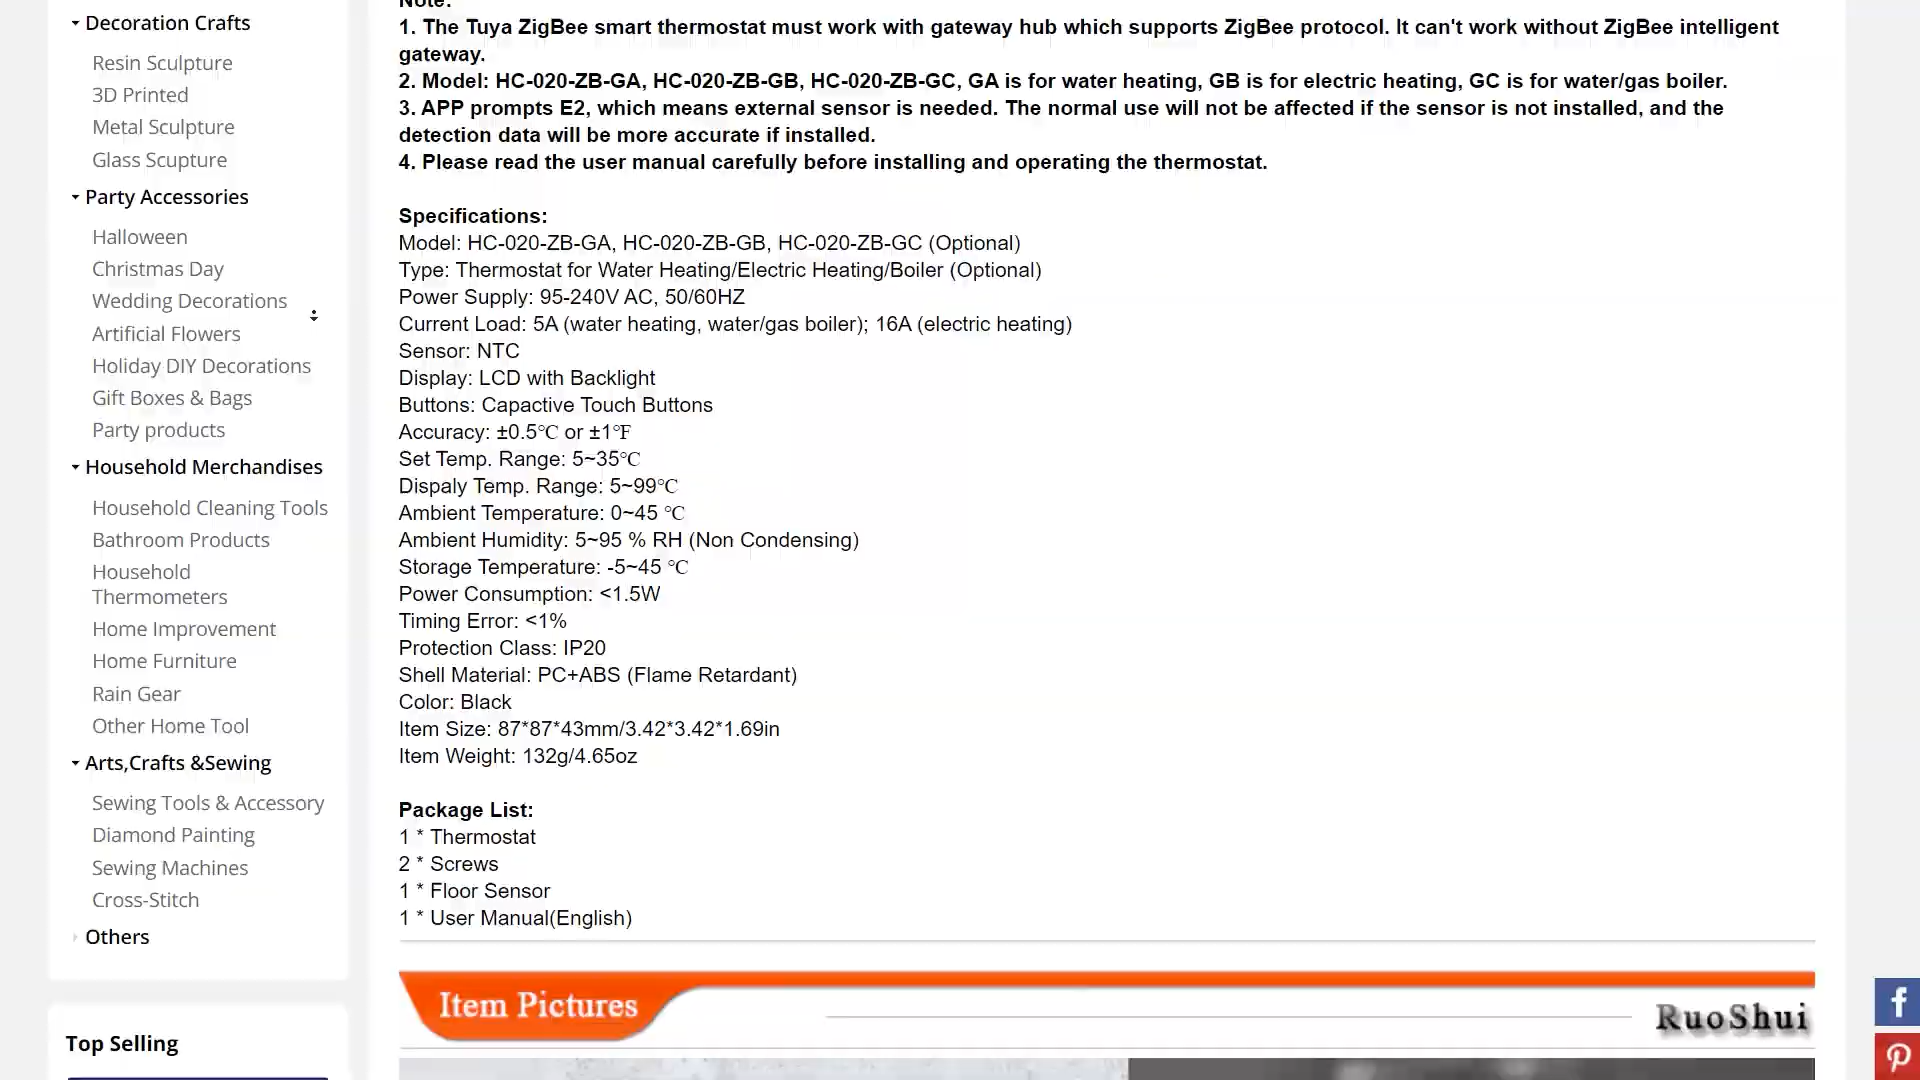 Decoration Crafts
Resin Sculpture
3D Printed
Metal Sculpture
Glass Scupture
Party Accessories
Halloween
Christmas Day
Wedding Decorations
Artificial Flowers
Holiday DIY Decorations
Gift Boxes & Bags
Party products
Household Merchandises
Household Cleaning Tools
Bathroom Products
Household
Thermometers
Home Improvement
Home Furniture
Rain Gear
Other Home Tool
Arts,Crafts &Sewing
Sewing Tools & Accessory
Diamond Painting
Sewing Machines
Cross-Stitch
Others
Top Selling
Note:
1. The Tuya ZigBee smart thermostat must work with gateway hub which supports ZigBee protocol. It can't work without ZigBee intelligent
gateway.
2. Model: HC-020-ZB-GA, HC-020-ZB-GB, HC-020-ZB-GC, GA is for water heating, GB is for electric heating, GC is for water/gas boiler.
3. APP prompts E2, which means external sensor is needed. The normal use will not be affected if the sensor is not installed, and the
detection data will be more accurate if installed.
4. Please read the user manual carefully before installing and operating the thermostat.
Specifications:
Model: HC-020-ZB-GA, HC-020-ZB-GB, HC-020-ZB-GC (Optional)
Type: Thermostat for Water Heating/Electric Heating/Boiler (Optional)
Power Supply: 95-240V AC, 50/60HZ
Current Load: 5A (water heating, water/gas boiler); 16A (electric heating)
Sensor: NTC
Display: LCD with Backlight
Buttons: Capactive Touch Buttons
Accuracy: ±0.5℃ or ±1℉
Set Temp. Range: 5~35℃
Dispaly Temp. Range: 5~99℃
Ambient Temperature: 0~45 ℃
Ambient Humidity: 5~95 % RH (Non Condensing)
Storage Temperature: -5~45 ℃
Power Consumption: <1.5W
Timing Error: <1%
Protection Class: IP20
Shell Material: PC+ABS (Flame Retardant)
Color: Black
Item Size: 87*87*43mm/3.42*3.42*1.69in
Item Weight: 132g/4.65oz
Package List:
1 * Thermostat
2 * Screws
1 * Floor Sensor
1 * User Manual(English)
Item Pictures
RuoShui